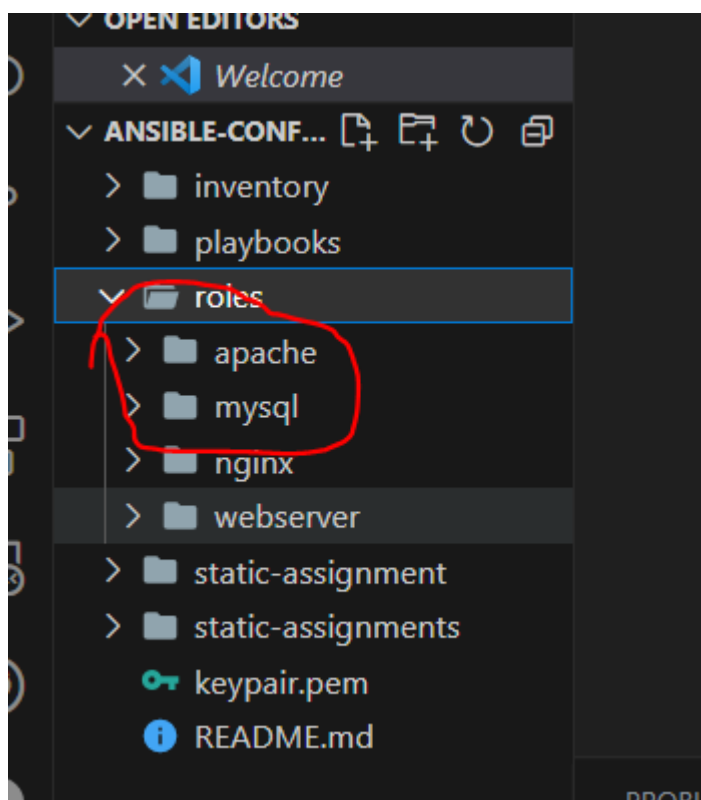 OPEN EDITORS
Welcome
ANSIBLE-CONF...
inventory
playbooks
roles
apache
mysql
nginx
webserver
static-assignment
static-assignments
keypair.pem
README.md